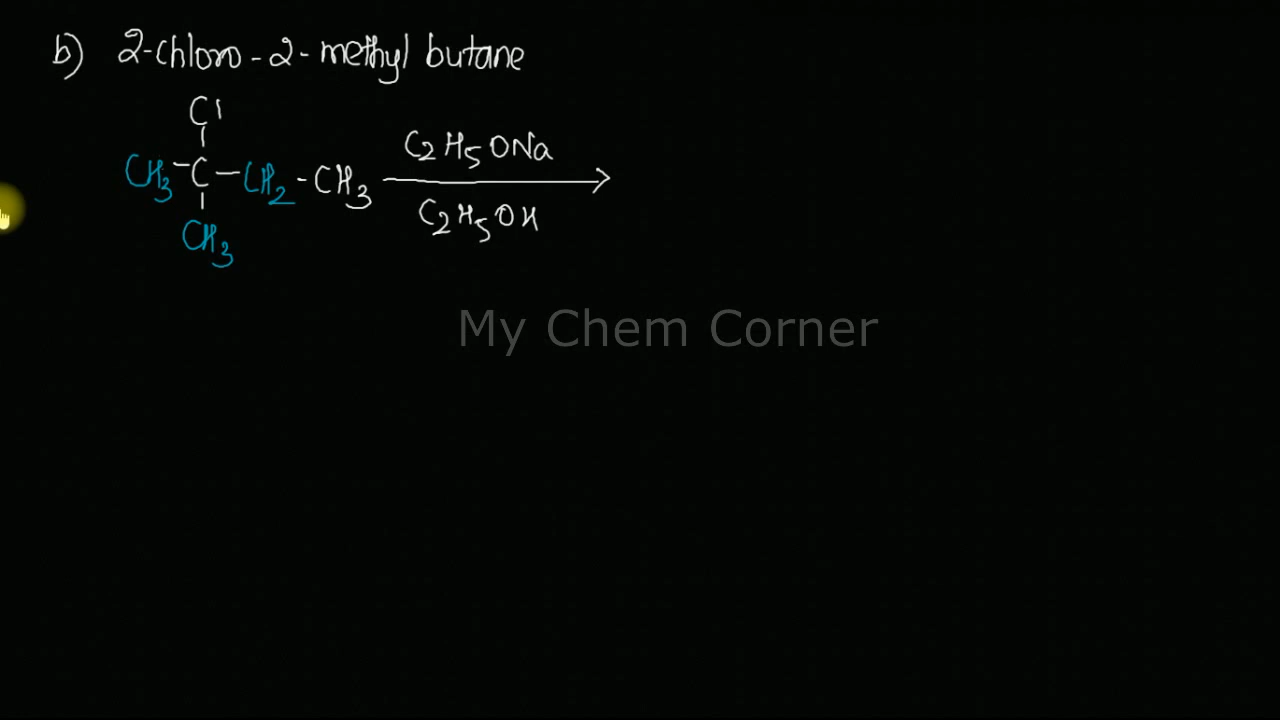 b) 2-chloro-2-methyl butane
Cl
CH3-C-CH2-CH3 C2H5ONa
C2H5OH
CH3
My Chem Corner